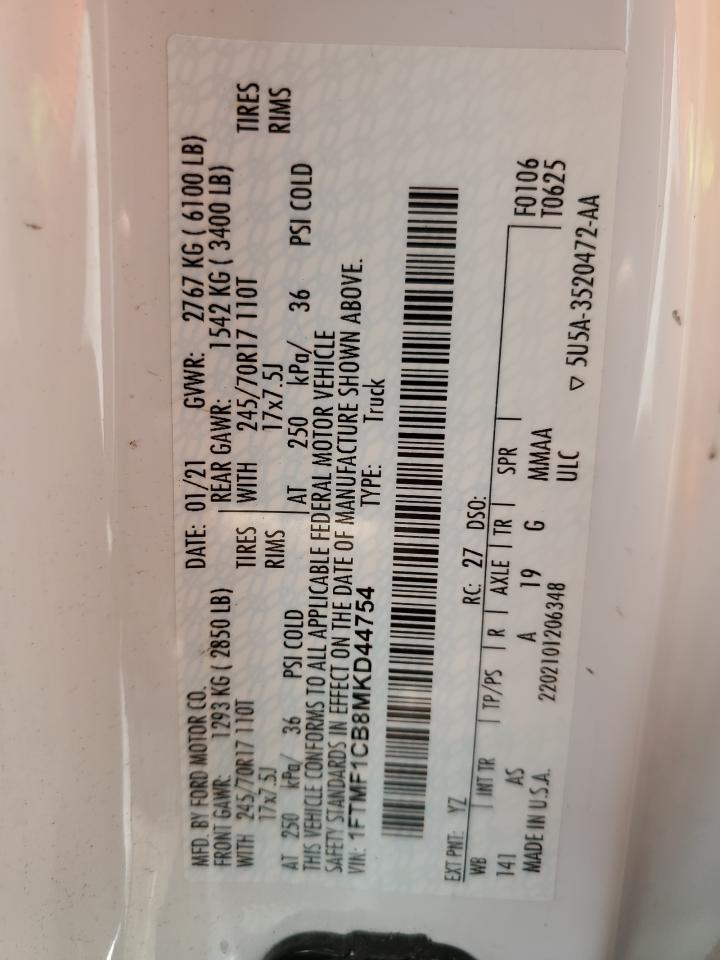 MFD. BY FORD MOTOR CO.
DATE: 01/21 GVWR: 2767 KG ( 6100 LB)
FRONT GAWR: 1293 KG ( 2850 LB)
REAR GAWR: 1542 KG ( 3400 LB)
WITH 245/70R17 110T TIRES
WITH 245/70R17 110T TIRES
17x7.5J RIMS
17x7.5J RIMS
AT 250 kPa/ 36 PSI COLD
AT 250 kPa/ 36 PSI COLD
THIS VEHICLE CONFORMS TO ALL APPLICABLE FEDERAL MOTOR VEHICLE
SAFETY STANDARDS IN EFFECT ON THE DATE OF MANUFACTURE SHOWN ABOVE.
VIN: 1FTMF1CB8MKD44754 TYPE: Truck
EXT PNT: YZ RC: 27 DSO: F0106
WB INT TR TP/PS R AXLE TR SPR T0625
141 AS A 19 G MMAA
ULC
MADE IN U.S.A. 2202101206348
▽ 5U5A-3520472-AA